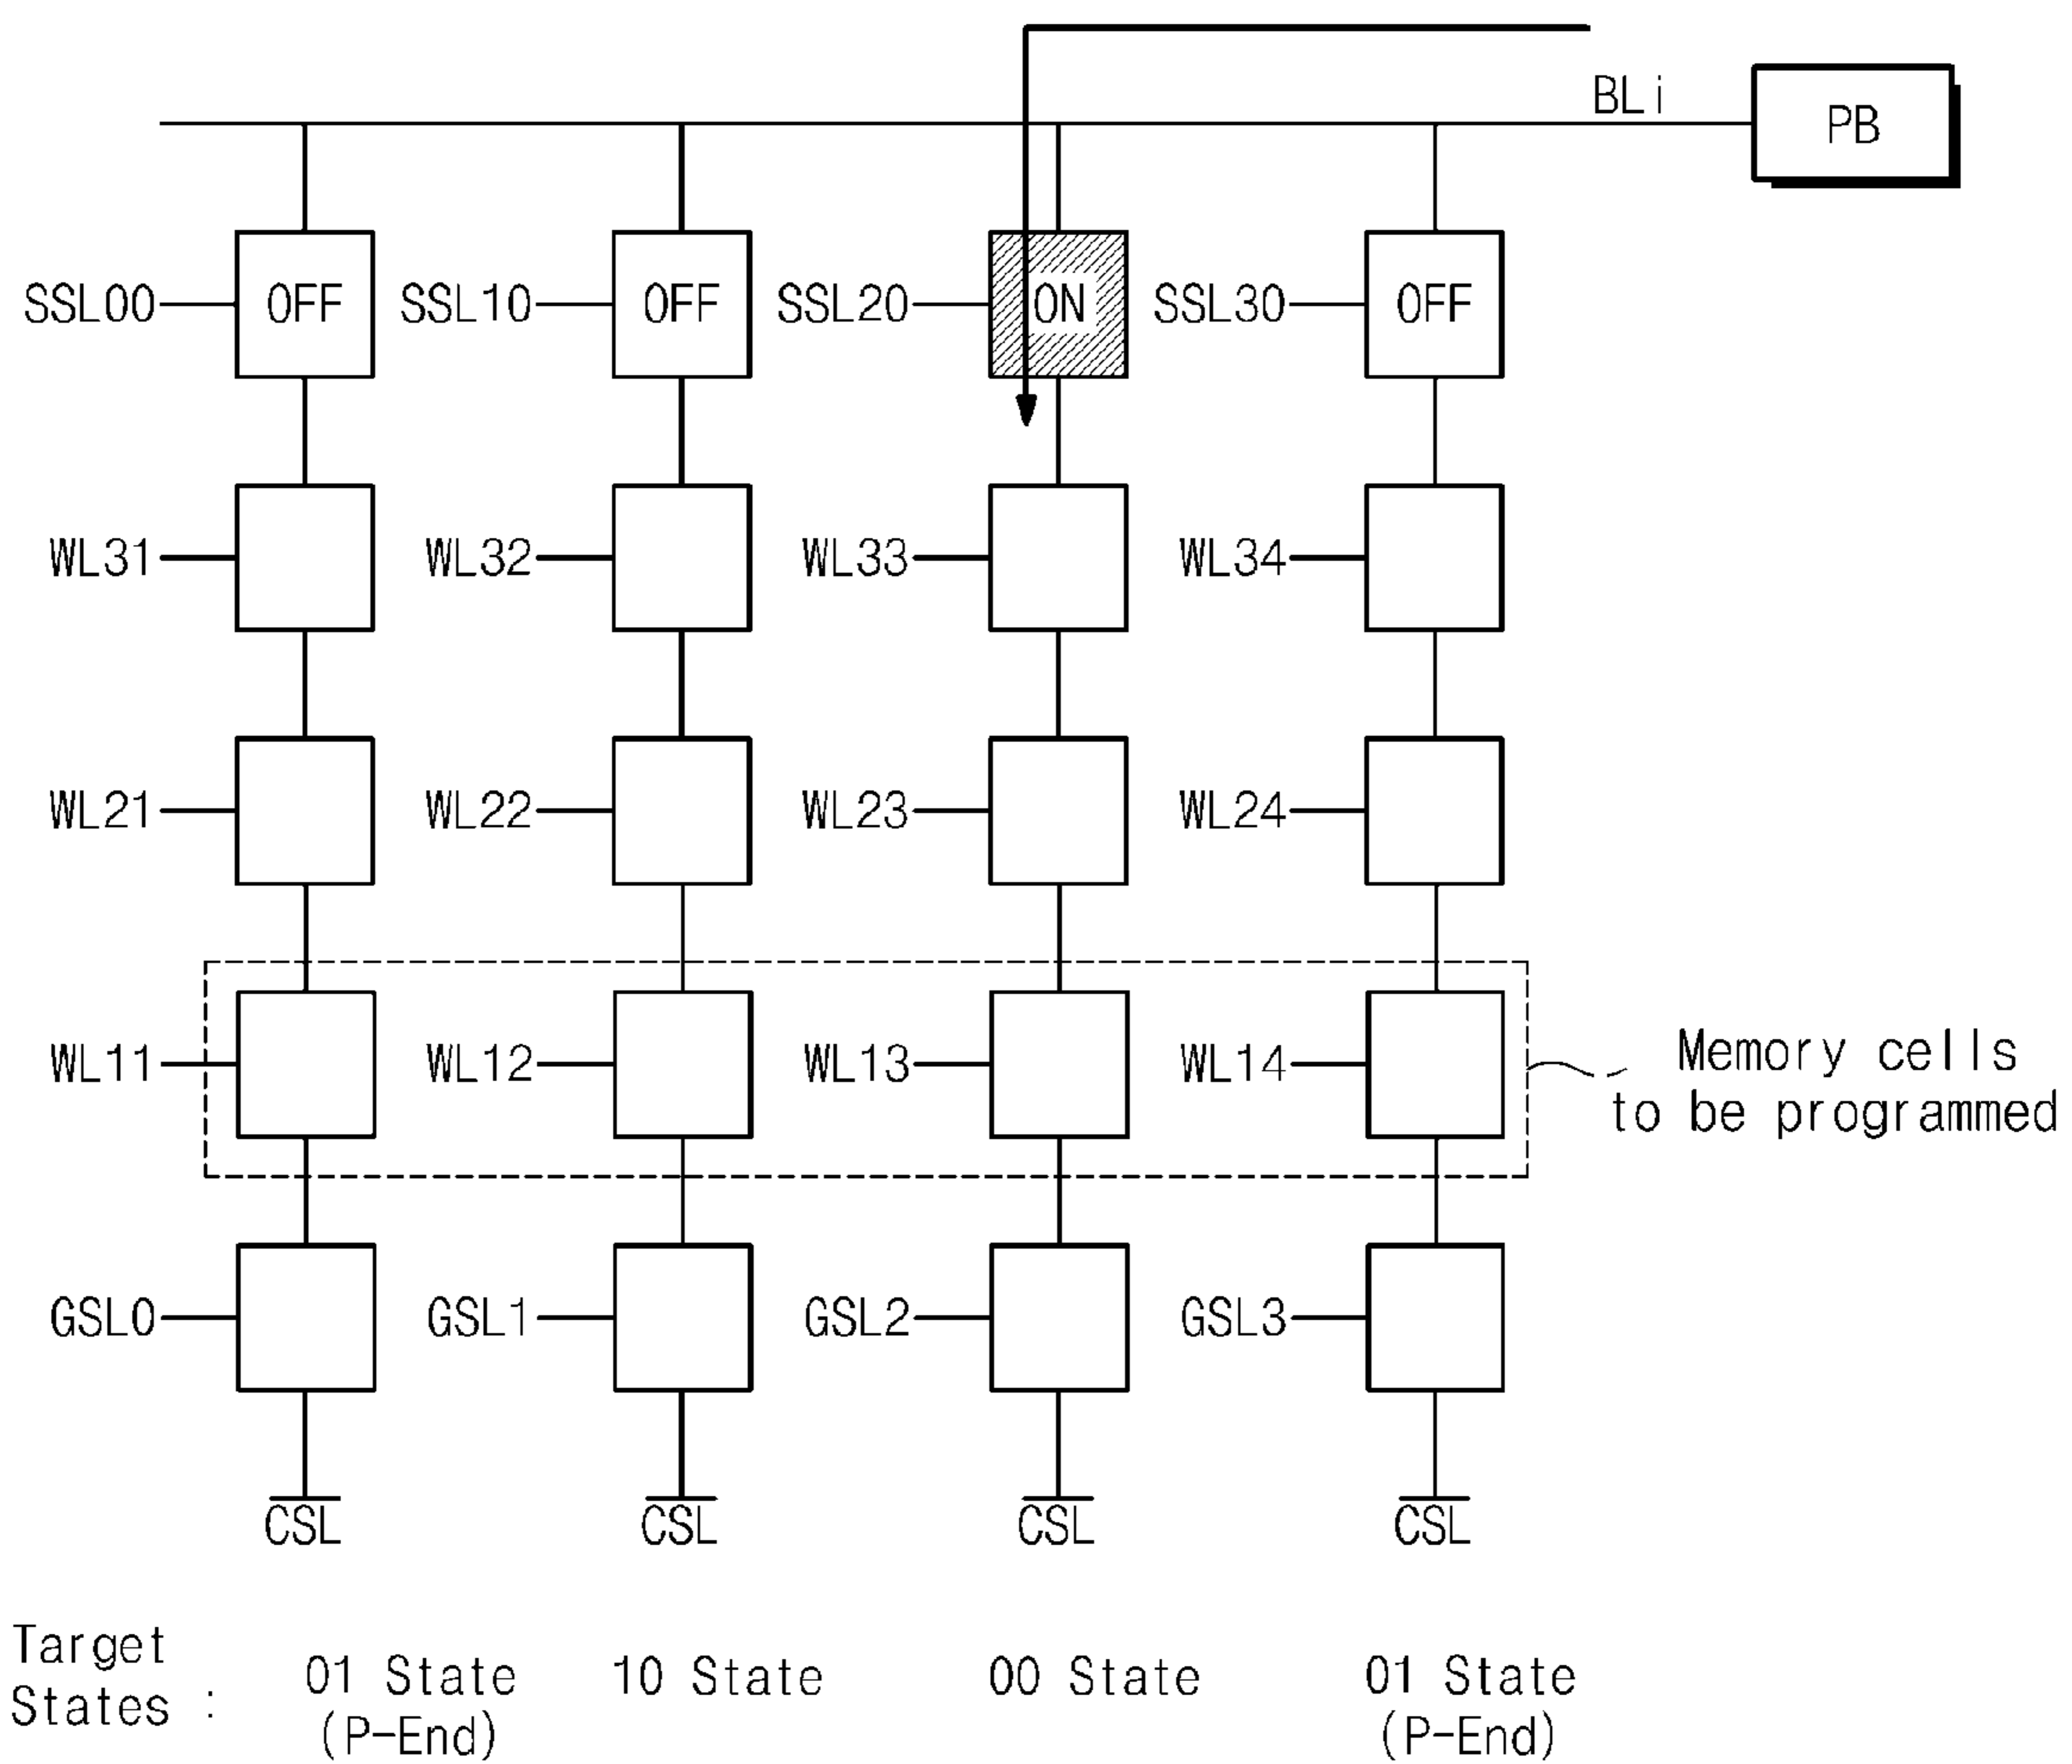 BLi
PB
SSL00 OFF SSL10 OFF SSL20 ON SSL30 OFF
WL31 WL32 WL33 WL34
WL21 WL22 WL23 WL24
WL11 WL12 WL13 WL14
Memory cells
to be programmed
GSL0 GSL1 GSL2 GSL3
CSL CSL CSL CSL
Target
States : 01 State 10 State 00 State 01 State
(P-End) (P-End)